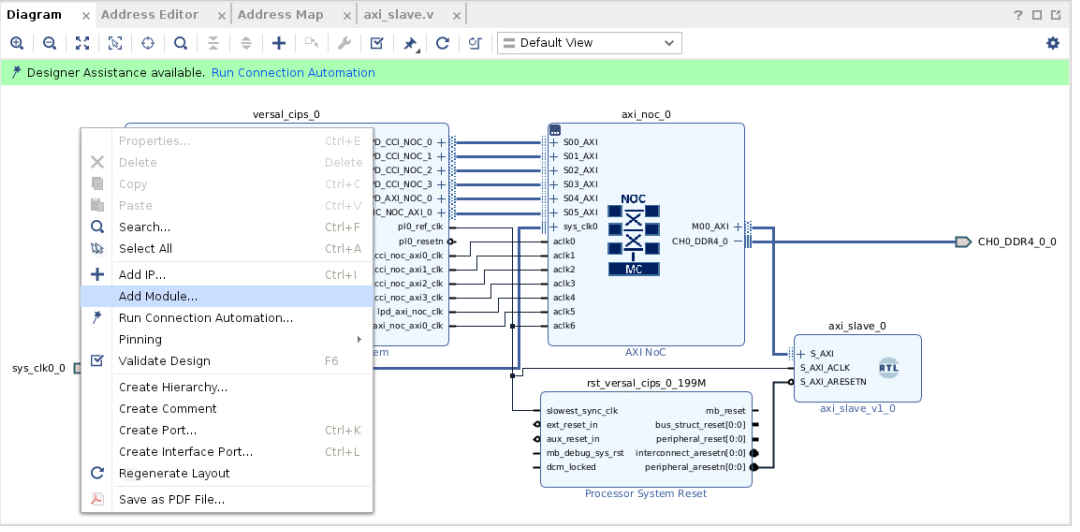 Diagram × Address Editor × Address Map × axi_slave.v × ?
Default View
Designer Assistance available. Run Connection Automation
versal_cips_0
axi_noc_0
Properties... Ctrl+E
Delete Delete
Copy Ctrl+C
Paste Ctrl+V
Search... Ctrl+F
Select All Ctrl+A
Add IP... Ctrl+I
Add Module...
Run Connection Automation...
Pinning
Validate Design F6
Create Hierarchy...
Create Comment
Create Port... Ctrl+K
Create Interface Port... Ctrl+L
Regenerate Layout
Save as PDF File...
sys_clk0_0
PD_CCI_NOC_0
PD_CCI_NOC_1
PD_CCI_NOC_2
PD_CCI_NOC_3
PD_AXI_NOC_0
C_NOC_AXI_0
pl0_ref_clk
pl0_resetn
cci_noc_axi0_clk
cci_noc_axi1_clk
cci_noc_axi2_clk
cci_noc_axi3_clk
lpd_axi_noc_clk
axi_noc_axi0_clk
em
S00_AXI
S01_AXI
S02_AXI
S03_AXI
S04_AXI
S05_AXI
sys_clk0
aclk0
aclk1
aclk2
aclk3
aclk4
aclk5
aclk6
NOC
MC
M00_AXI
CH0_DDR4_0
AXI NoC
CH0_DDR4_0_0
axi_slave_0
S_AXI
S_AXI_ACLK
S_AXI_ARESETN
RTL
axi_slave_v1_0
rst_versal_cips_0_199M
slowest_sync_clk
ext_reset_in
aux_reset_in
mb_debug_sys_rst
dcm_locked
mb_reset
bus_struct_reset[0:0]
peripheral_reset[0:0]
interconnect_aresetn[0:0]
peripheral_aresetn[0:0]
Processor System Reset